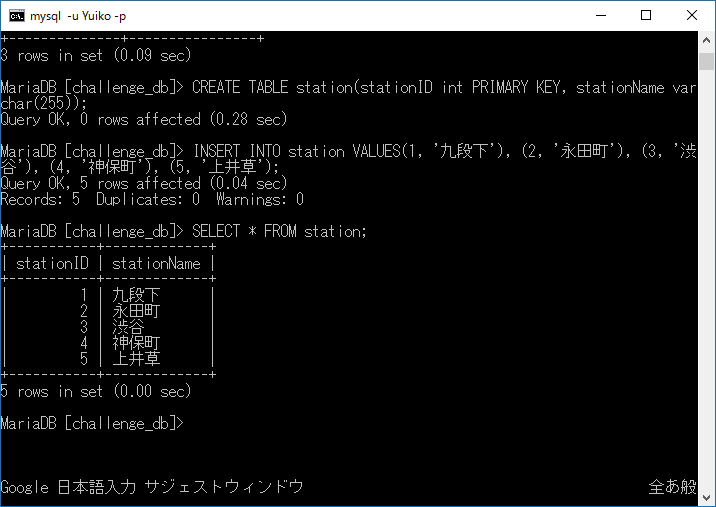 mysql -u Yuiko -p
+--------------+----------------+
3 rows in set (0.09 sec)
MariaDB [challenge_db]> CREATE TABLE station(stationID int PRIMARY KEY, stationName var
char(255));
Query OK, 0 rows affected (0.28 sec)
MariaDB [challenge_db]> INSERT INTO station VALUES(1, '九段下'), (2, '永田町'), (3, '渋
谷'), (4, '神保町'), (5, '上井草');
Query OK, 5 rows affected (0.04 sec)
Records: 5  Duplicates: 0  Warnings: 0
MariaDB [challenge_db]> SELECT * FROM station;
+-----------+-------------+
| stationID | stationName |
+-----------+-------------+
|         1 | 九段下      |
|         2 | 永田町      |
|         3 | 渋谷        |
|         4 | 神保町      |
|         5 | 上井草      |
+-----------+-------------+
5 rows in set (0.00 sec)
MariaDB [challenge_db]>
Google 日本語入力 サジェストウィンドウ 全あ般